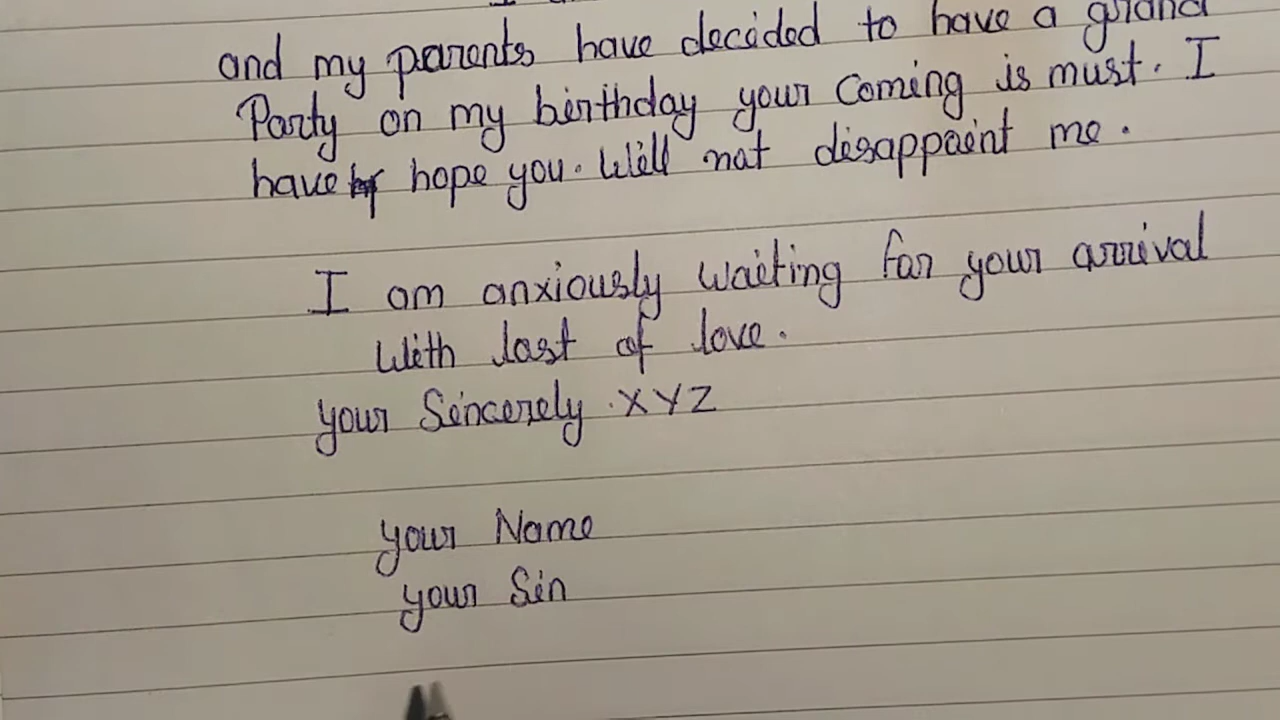 and my parents have decided to have a grand
Party on my birthday your Coming is must. I
have hope you. Will not disappoint me.
I am anxiously waiting for your arrival
With last of love.
your Sincerely .XYZ
your Name
your Sin